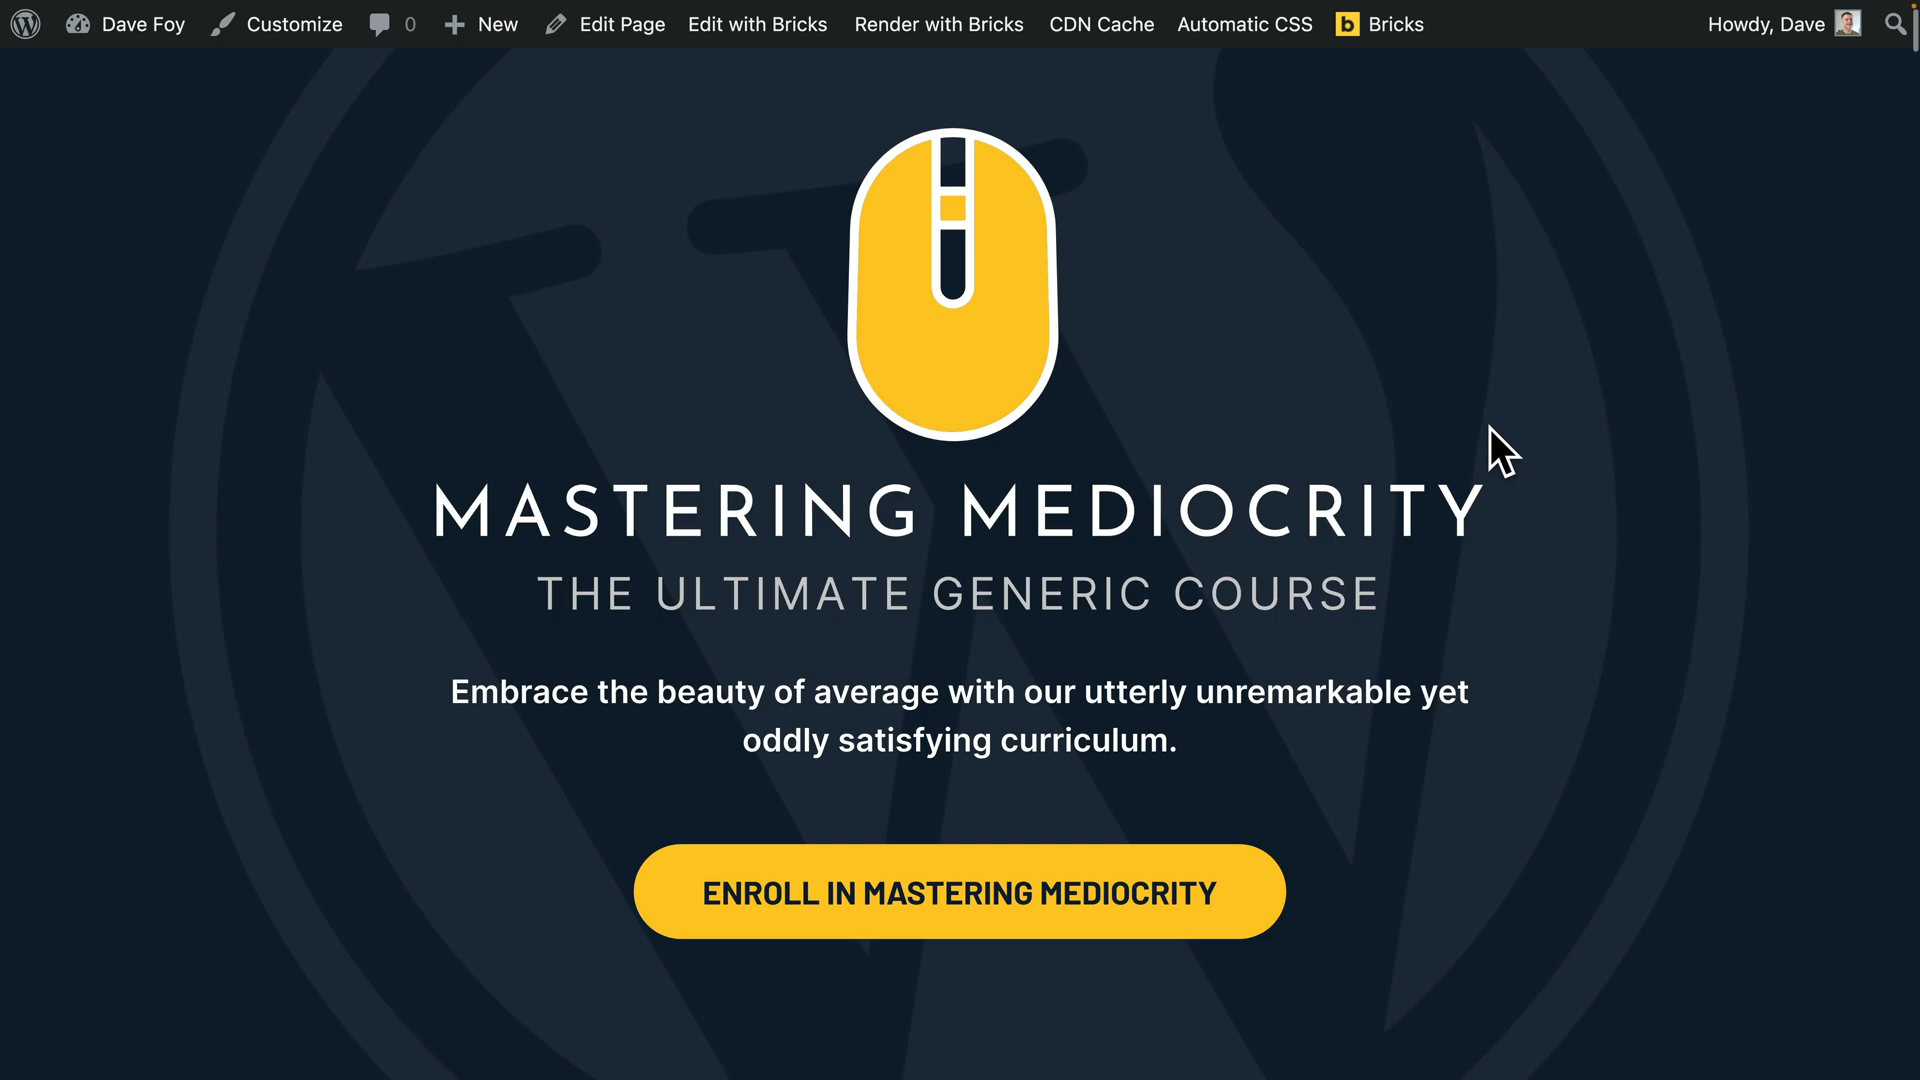 Dave Foy Customize 0 New Edit Page Edit with Bricks Render with Bricks CDN Cache Automatic CSS b Bricks Howdy, Dave
MASTERING MEDIOCRITY
THE ULTIMATE GENERIC COURSE
Embrace the beauty of average with our utterly unremarkable yet
oddly satisfying curriculum.
ENROLL IN MASTERING MEDIOCRITY